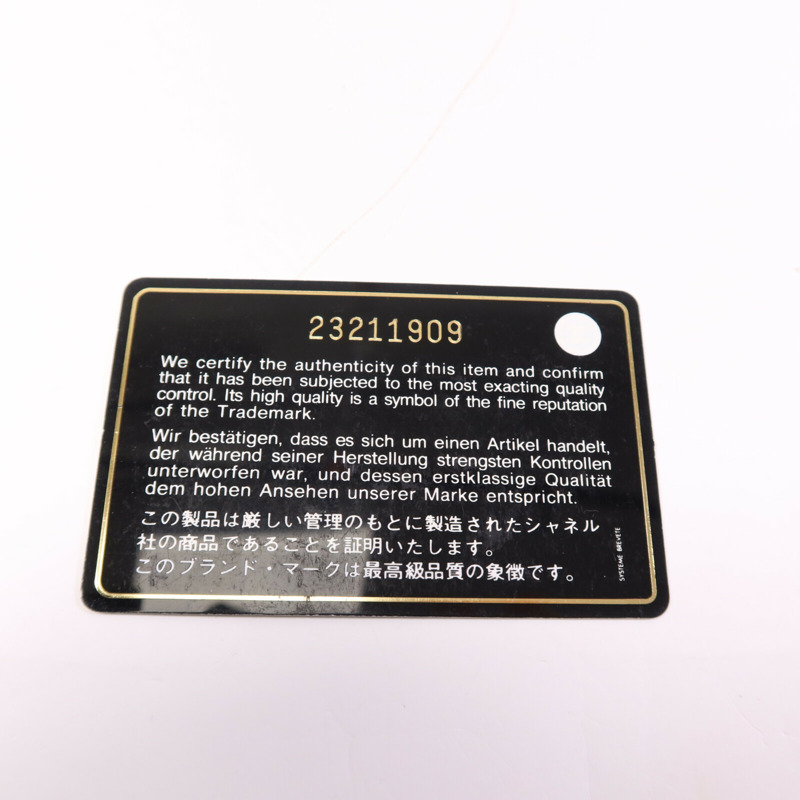 23211909
We certify the authenticity of this item and confirm
that it has been subjected to the most exacting quality
control. Its high quality is a symbol of the fine reputation
of the Trademark.
Wir bestätigen, dass es sich um einen Artikel handelt,
der während seiner Herstellung strengsten Kontrollen
unterworfen war, und dessen erstklassige Qualität
dem hohen Ansehen unserer Marke entspricht.
この製品は厳しい管理のもとに製造されたシャネル
社の商品であることを証明いたします。
このブランド・マークは最高級品質の象徴です。
SYSTEME BREVETE